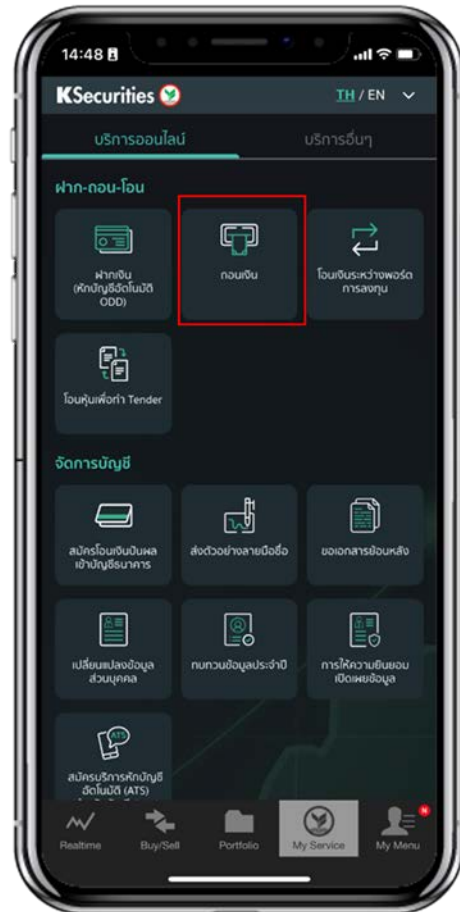 14:48
KSecurities
TH / EN
บริการออนไลน์
บริการอื่นๆ
ฝาก-ถอน-โอน
ฝากเงิน
(หักบัญชีอัตโนมัติ
ODD)
ถอนเงิน
โอนเงินระหว่างพอร์ต
การลงทุน
โอนหุ้นเพื่อทำ Tender
จัดการบัญชี
สมัครโอนเงินปันผล
เข้าบัญชีธนาคาร
ส่งตัวอย่างลายมือชื่อ
ขอเอกสารย้อนหลัง
เปลี่ยนแปลงข้อมูล
ส่วนบุคคล
ทบทวนข้อมูลประจำปี
การให้ความยินยอม
เปิดเผยข้อมูล
ATS
สมัครบริการหักบัญชี
อัตโนมัติ (ATS)
N
Realtime
Buy/Sell
Portfolio
My Service
My Menu